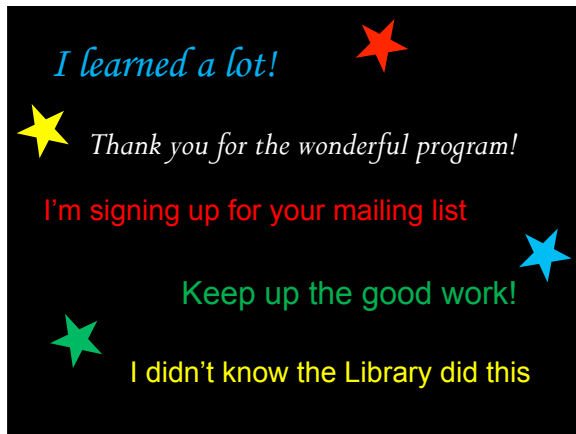 I learned a lot!
Thank you for the wonderful program!
I’m signing up for your mailing list
Keep up the good work!
I didn’t know the Library did this